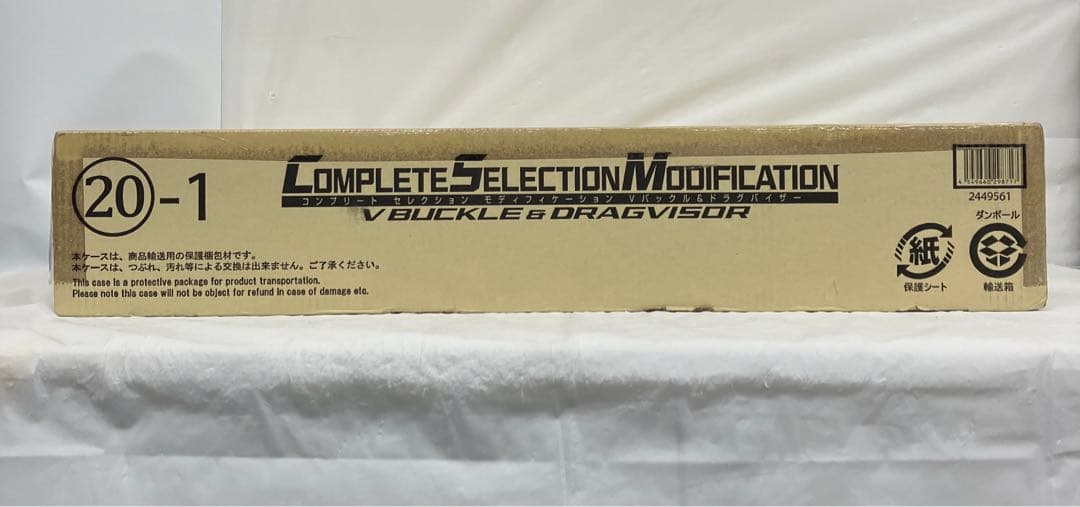 20-1
COMPLETE SELECTION MODIFICATION
コンプリート セレクション モディフィケーション Vバックル&ドラグバイザー
V BUCKLE & DRAGVISOR
本ケースは、商品輸送用の保護梱包材です。
本ケースは、つぶれ、汚れ等による交換は出来ません。ご了承ください。
This case is a protective package for product transportation.
Please note this case will not be object for refund in case of damage etc.
2449561
ダンボール
紙
保護シート
輸送箱